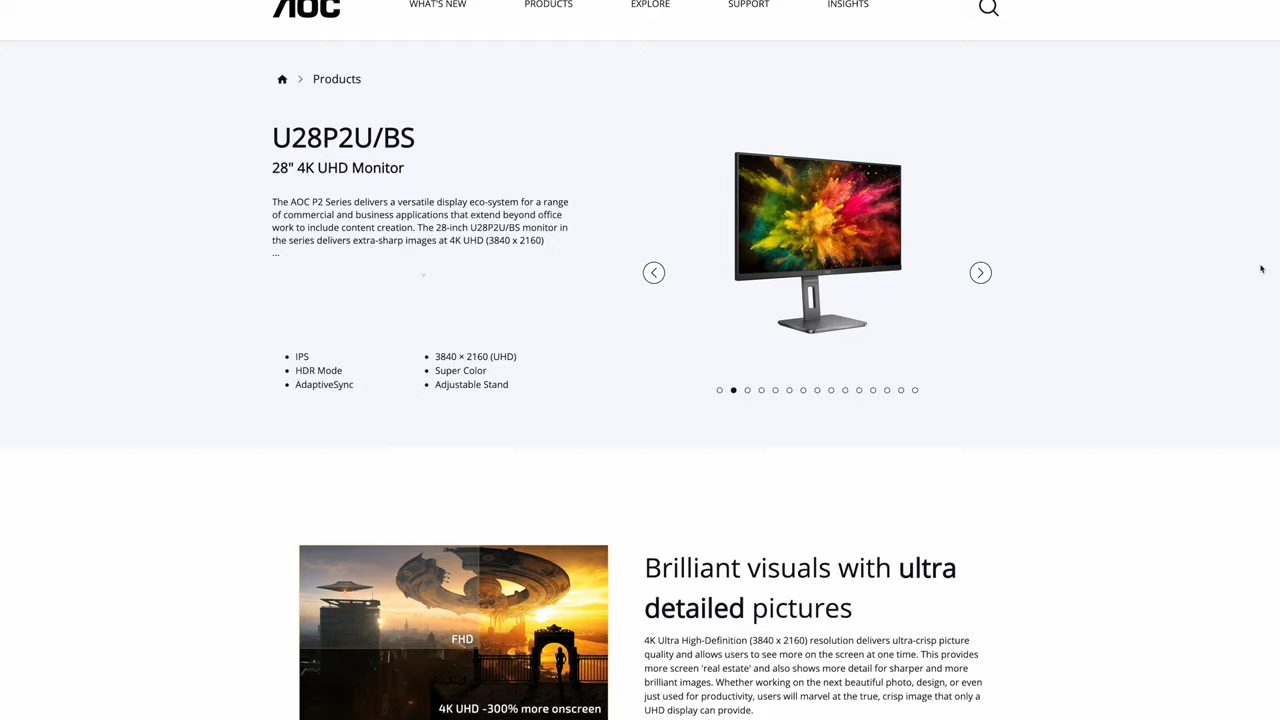 AOC
WHAT'S NEW
PRODUCTS
EXPLORE
SUPPORT
INSIGHTS
Products
U28P2U/BS
28" 4K UHD Monitor
The AOC P2 Series delivers a versatile display eco-system for a range
of commercial and business applications that extend beyond office
work to include content creation. The 28-inch U28P2U/BS monitor in
the series delivers extra-sharp images at 4K UHD (3840 x 2160)
...
IPS
HDR Mode
AdaptiveSync
3840 × 2160 (UHD)
Super Color
Adjustable Stand
FHD
4K UHD -300% more onscreen
Brilliant visuals with ultra
detailed pictures
4K Ultra High-Definition (3840 x 2160) resolution delivers ultra-crisp picture
quality and allows users to see more on the screen at one time. This provides
more screen 'real estate' and also shows more detail for sharper and more
brilliant images. Whether working on the next beautiful photo, design, or even
just used for productivity, users will marvel at the true, crisp image that only a
UHD display can provide.